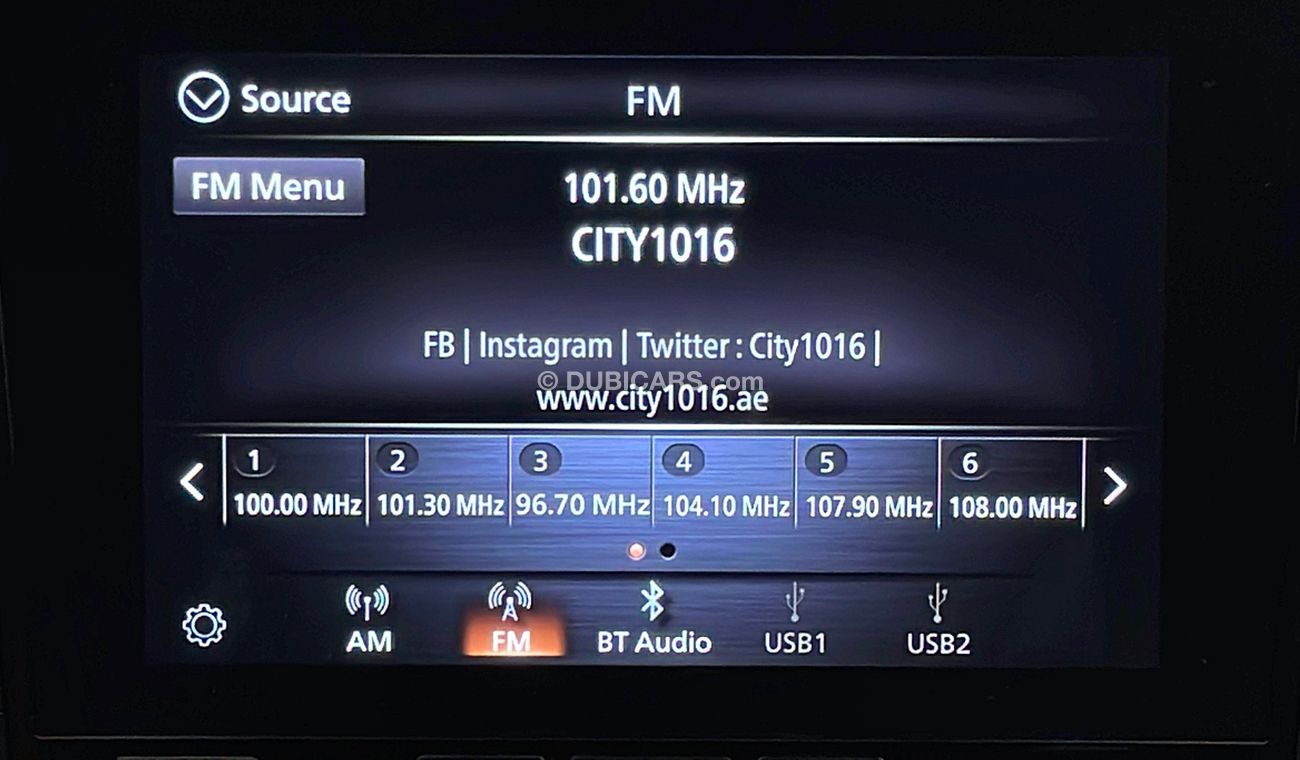 Source
FM
FM Menu
101.60 MHz
CITY1016
FB | Instagram | Twitter : City1016 |
© DUBICARS.com
www.city1016.ae
1 2 3 4 5 6
100.00 MHz 101.30 MHz 96.70 MHz 104.10 MHz 107.90 MHz 108.00 MHz
AM FM BT Audio USB1 USB2